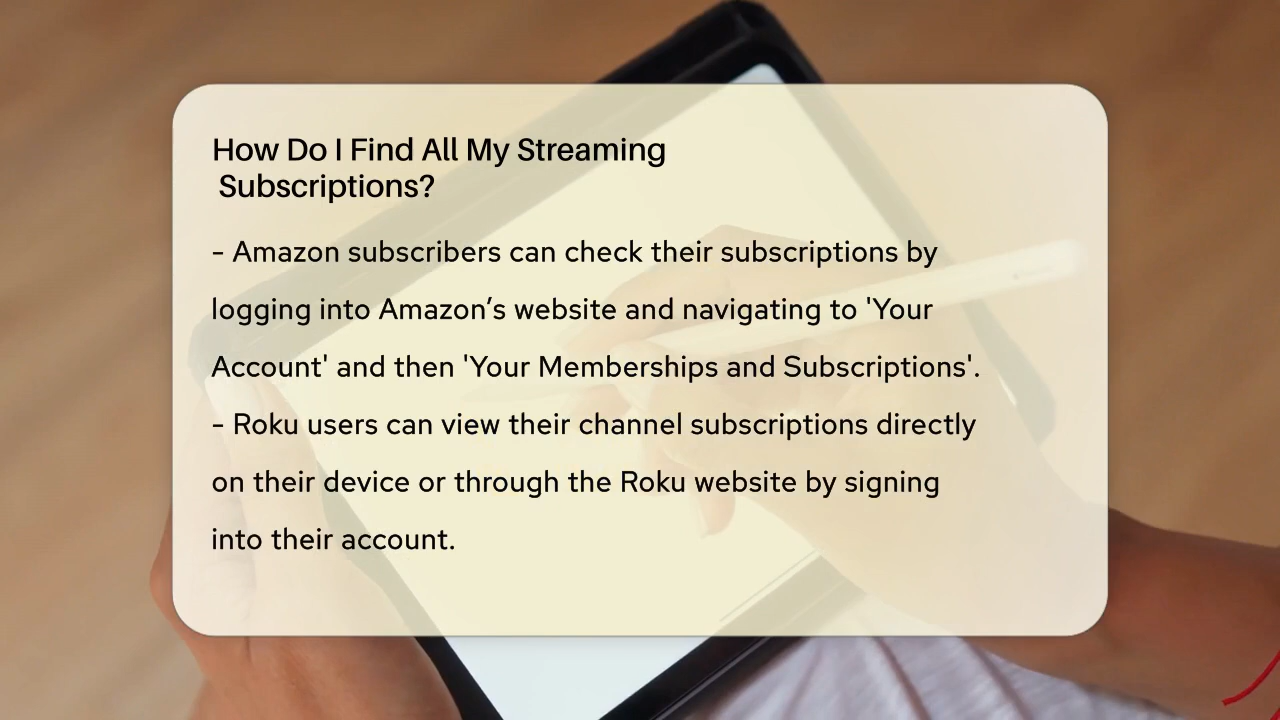 How Do I Find All My Streaming
Subscriptions?
– Amazon subscribers can check their subscriptions by
logging into Amazon’s website and navigating to 'Your
Account' and then 'Your Memberships and Subscriptions'.
– Roku users can view their channel subscriptions directly
on their device or through the Roku website by signing
into their account.